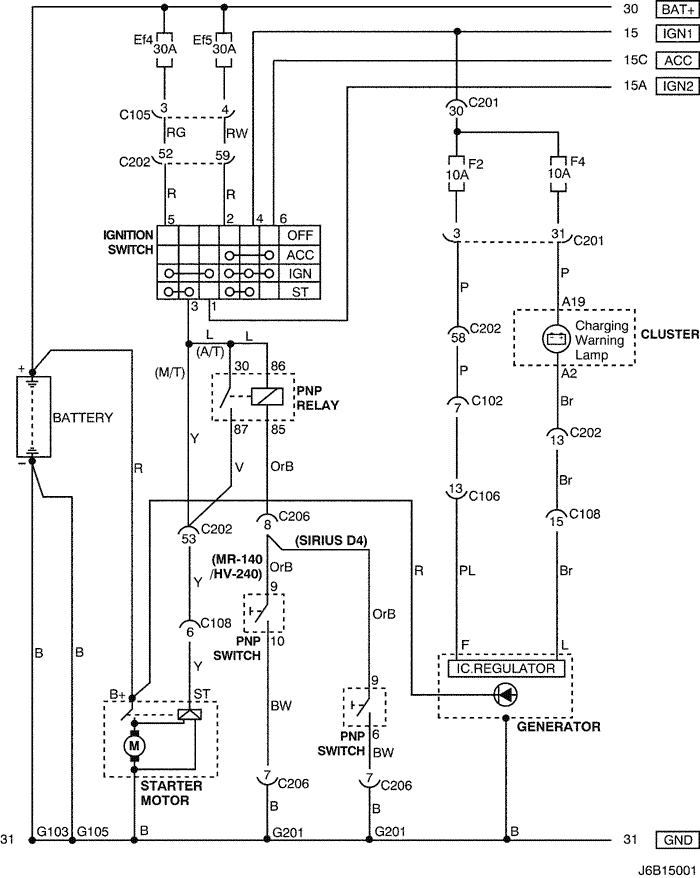 30 BAT+
15 IGN1
15C ACC
15A IGN2
Ef4 30A
Ef5 30A
C201
30
F2 10A
F4 10A
C105 3 4
RG RW
C202 52 59
R R
5 2 4 6
IGNITION SWITCH
OFF
ACC
IGN
ST
3 1
3 31 C201
P P
A19
Charging
Warning
Lamp
CLUSTER
A2
58 C202
P
Br
7 C102
13 C202
Br
13 C106
15 C108
PL
Br
L L
(A/T)
(M/T)
30 86
PNP
RELAY
87 85
+
BATTERY
−
R
Y
V
OrB
53 C202
8 C206
(SIRIUS D4)
(MR-140
/HV-240)
OrB
Y
9
6 C108
PNP
SWITCH
10
OrB
R
Y
B B
B+ ST
BW
9
PNP
SWITCH
6
BW
M
STARTER
MOTOR
7 C206
B
7 C206
B
F L
IC.REGULATOR
GENERATOR
31 G103 G105 B G201 G201 B 31 GND
J6B15001